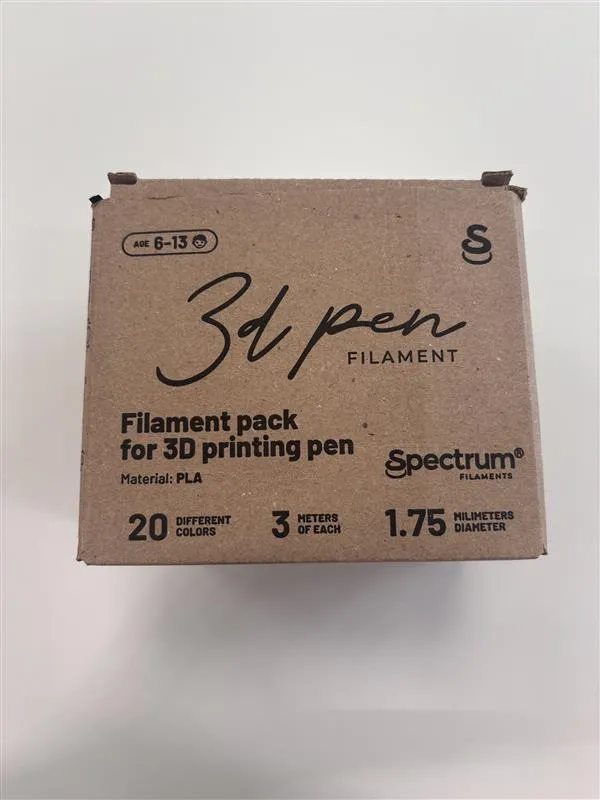 AGE 6-13
S
3d pen
FILAMENT
Filament pack
for 3D printing pen
Material: PLA
Spectrum®
FILAMENTS
20 DIFFERENT COLORS
3 METERS OF EACH
1.75 MILIMETERS DIAMETER